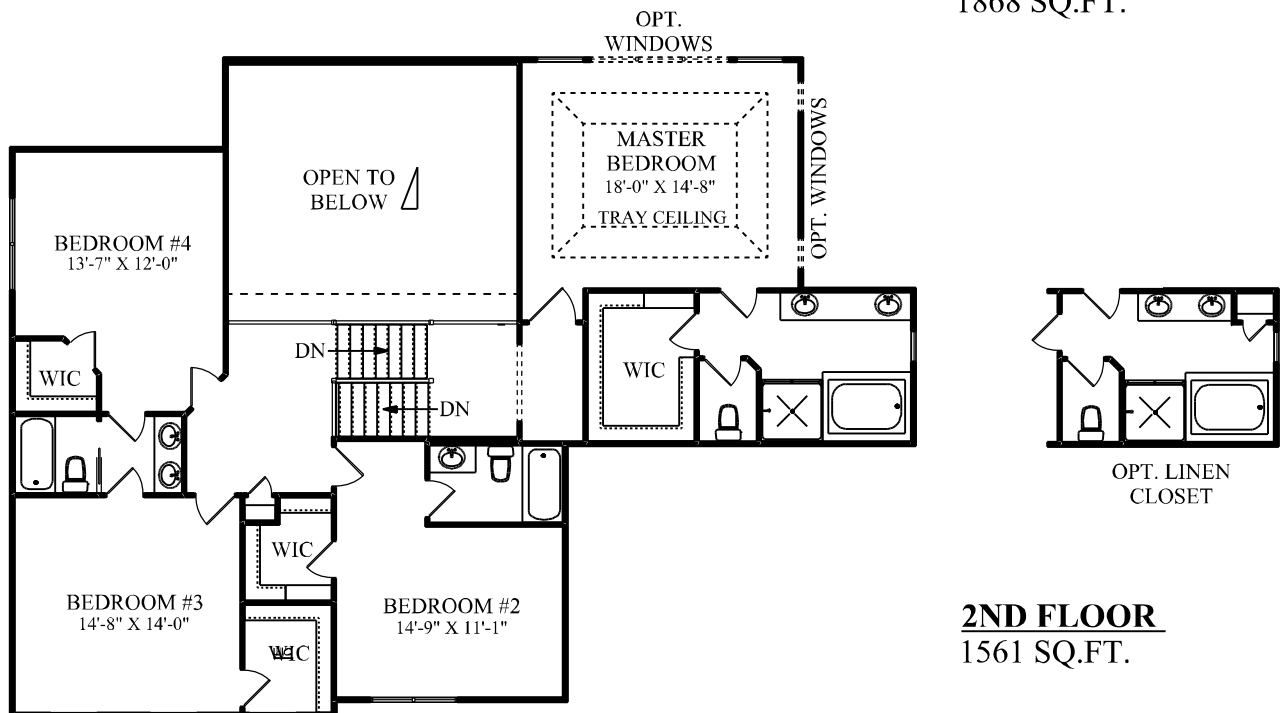 1868 SQ.FT.
OPT.
WINDOWS
MASTER
BEDROOM
18'-0" X 14'-8"
TRAY CEILING
OPT. WINDOWS
OPEN TO
BELOW
BEDROOM #4
13'-7" X 12'-0"
WIC
DN
DN
WIC
OPT. LINEN
CLOSET
WIC
BEDROOM #3
14'-8" X 14'-0"
BEDROOM #2
14'-9" X 11'-1"
WIC
2ND FLOOR
1561 SQ.FT.